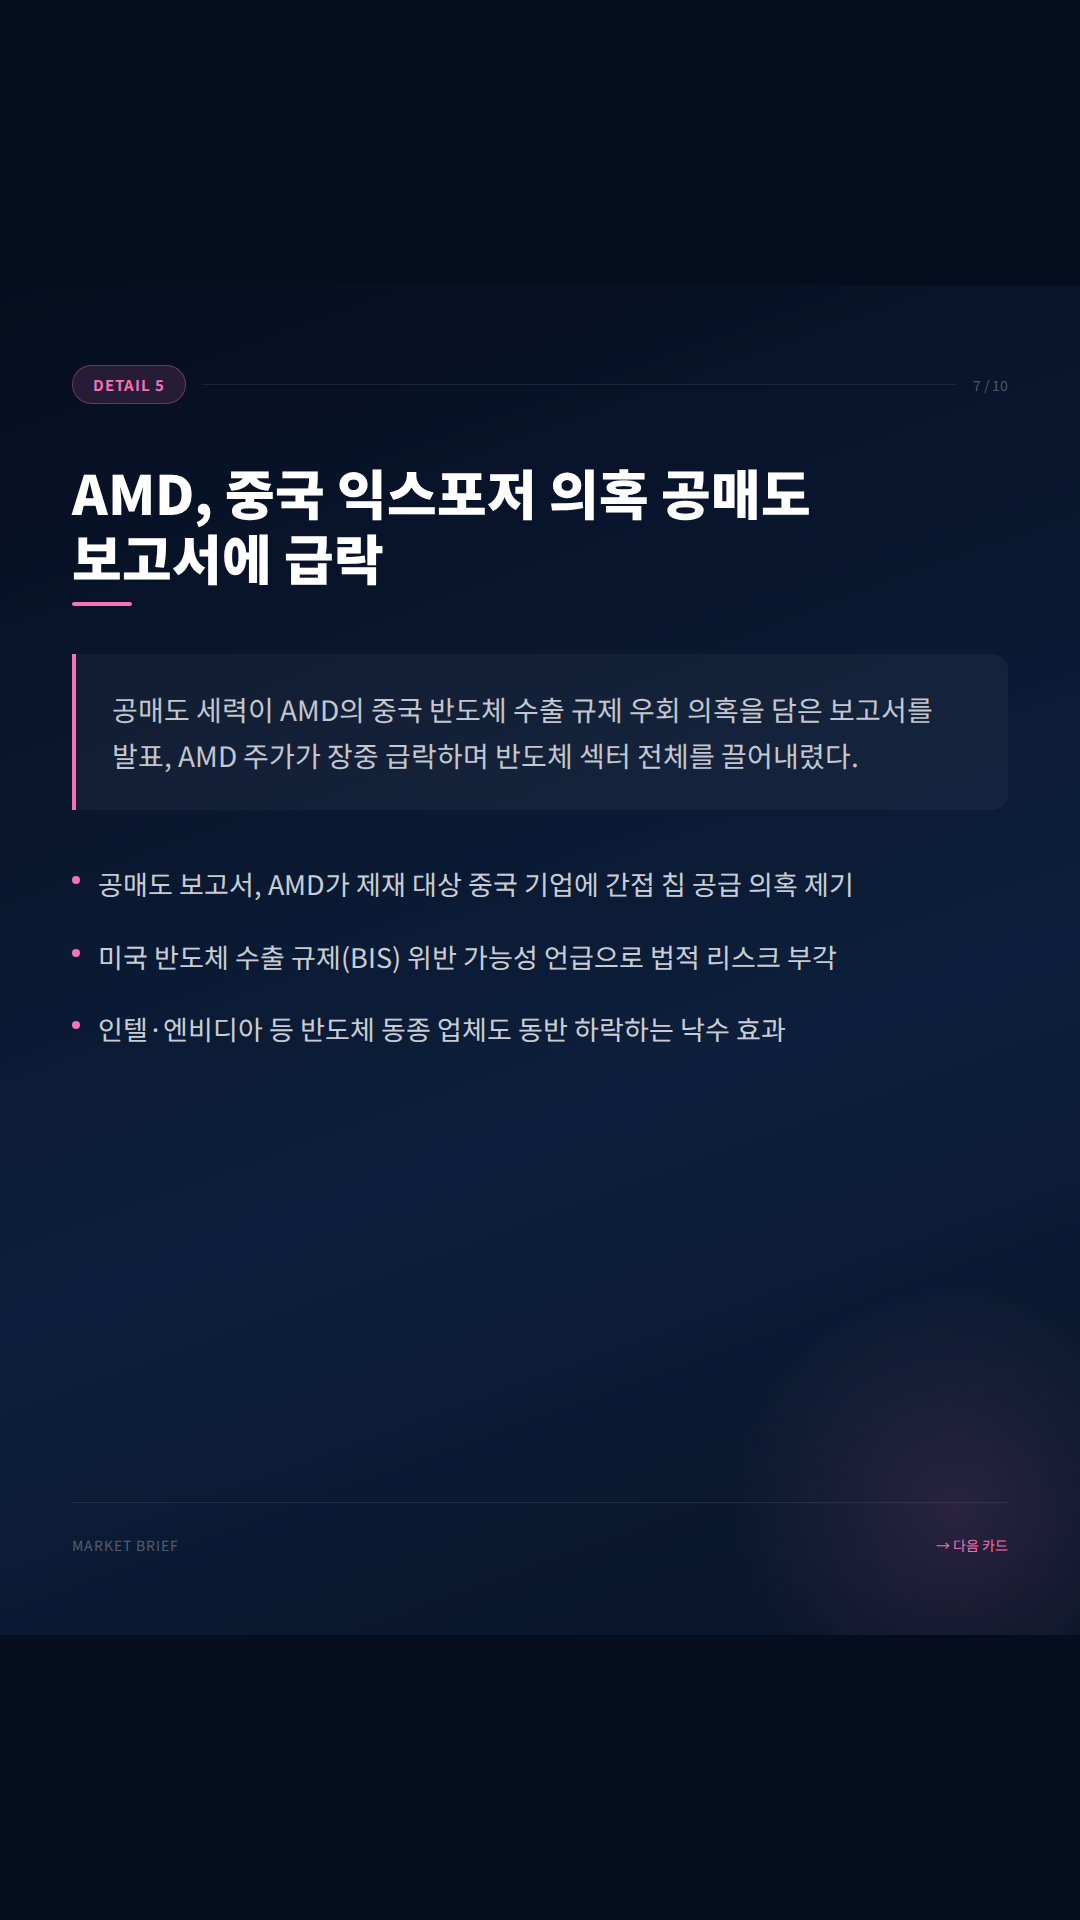 DETAIL 5
7 / 10
AMD, 중국 익스포저 의혹 공매도
보고서에 급락
공매도 세력이 AMD의 중국 반도체 수출 규제 우회 의혹을 담은 보고서를
발표, AMD 주가가 장중 급락하며 반도체 섹터 전체를 끌어내렸다.
• 공매도 보고서, AMD가 제재 대상 중국 기업에 간접 칩 공급 의혹 제기
• 미국 반도체 수출 규제(BIS) 위반 가능성 언급으로 법적 리스크 부각
• 인텔·엔비디아 등 반도체 동종 업체도 동반 하락하는 낙수 효과
MARKET BRIEF
→ 다음 카드